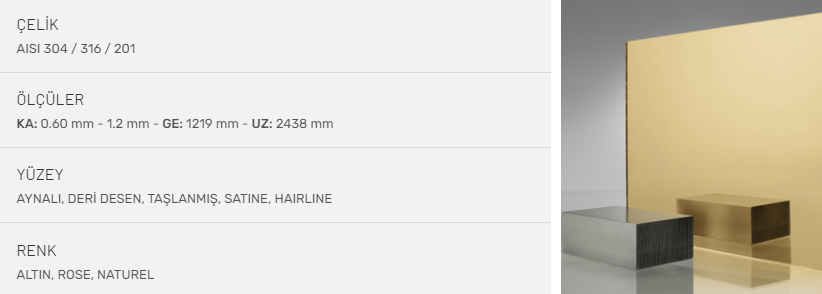 ÇELİK
AISI 304 / 316 / 201
ÖLÇÜLER
KA: 0.60 mm - 1.2 mm - GE: 1219 mm - UZ: 2438 mm
YÜZEY
AYNALI, DERİ DESEN, TAŞLANMIŞ, SATINE, HAIRLINE
RENK
ALTIN, ROSE, NATUREL